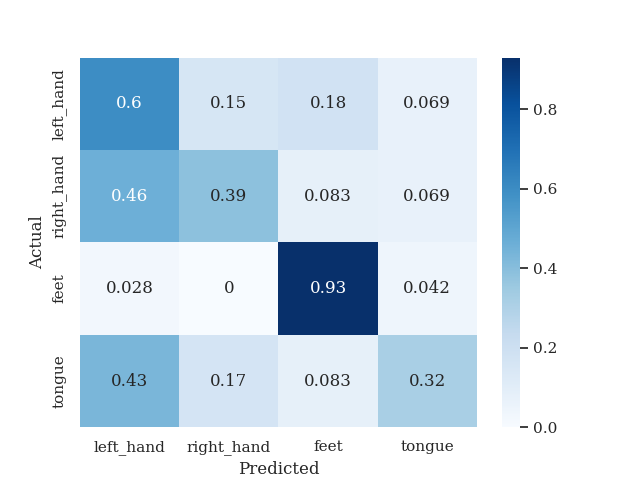 left_hand 0.6 0.15 0.18 0.069
right_hand 0.46 0.39 0.083 0.069
feet 0.028 0 0.93 0.042
tongue 0.43 0.17 0.083 0.32
left_hand right_hand feet tongue
Predicted
Actual
0.8
0.6
0.4
0.2
0.0